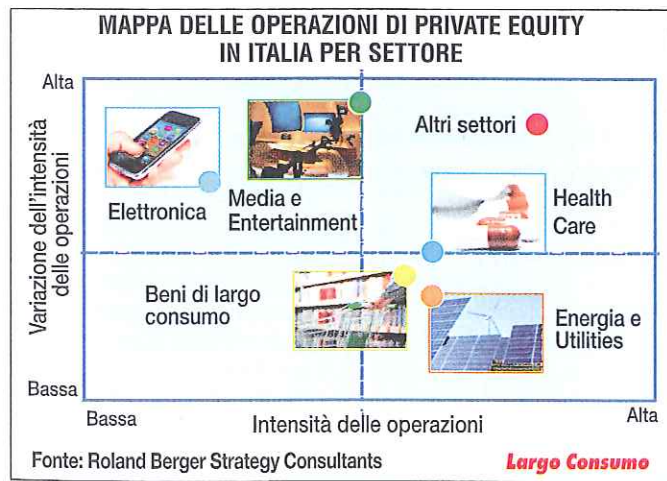 MAPPA DELLE OPERAZIONI DI PRIVATE EQUITY
IN ITALIA PER SETTORE
Alta
Variazione dell'intensità
delle operazioni
Bassa
Elettronica
Media e
Entertainment
Altri settori
Health
Care
Beni di largo
consumo
Energia e
Utilities
Bassa
Intensità delle operazioni
Alta
Fonte: Roland Berger Strategy Consultants
Largo Consumo